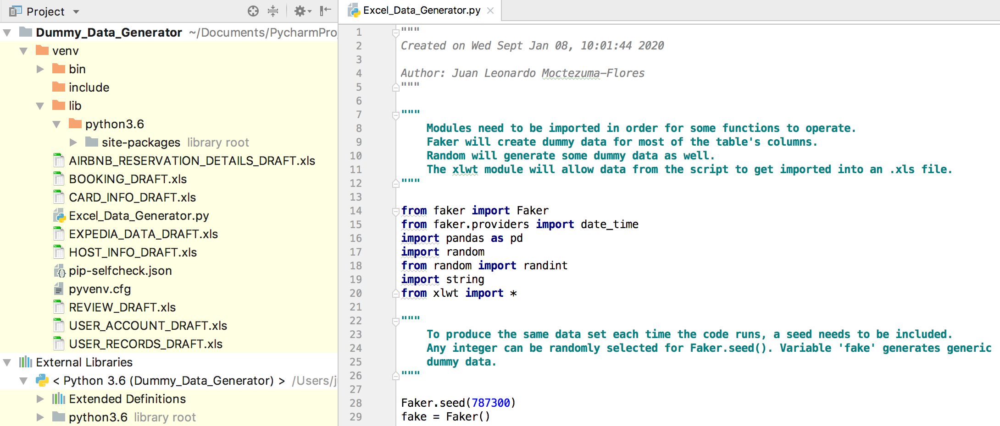 Project
Dummy_Data_Generator ~/Documents/PycharmPro
venv
bin
include
lib
python3.6
site-packages library root
AIRBNB_RESERVATION_DETAILS_DRAFT.xls
BOOKING_DRAFT.xls
CARD_INFO_DRAFT.xls
Excel_Data_Generator.py
EXPEDIA_DATA_DRAFT.xls
HOST_INFO_DRAFT.xls
pip-selfcheck.json
pyvenv.cfg
REVIEW_DRAFT.xls
USER_ACCOUNT_DRAFT.xls
USER_RECORDS_DRAFT.xls
External Libraries
< Python 3.6 (Dummy_Data_Generator) > /Users/j
Extended Definitions
python3.6 library root
Excel_Data_Generator.py
1 """
2 Created on Wed Sept Jan 08, 10:01:44 2020
3
4 Author: Juan Leonardo Moctezuma-Flores
5 """
6
7 """
8 Modules need to be imported in order for some functions to operate.
9 Faker will create dummy data for most of the table's columns.
10 Random will generate some dummy data as well.
11 The xlwt module will allow data from the script to get imported into an .xls file.
12 """
13
14 from faker import Faker
15 from faker.providers import date_time
16 import pandas as pd
17 import random
18 from random import randint
19 import string
20 from xlwt import *
21
22 """
23 To produce the same data set each time the code runs, a seed needs to be included.
24 Any integer can be randomly selected for Faker.seed(). Variable 'fake' generates generic
25 dummy data.
26 """
27
28 Faker.seed(787300)
29 fake = Faker()